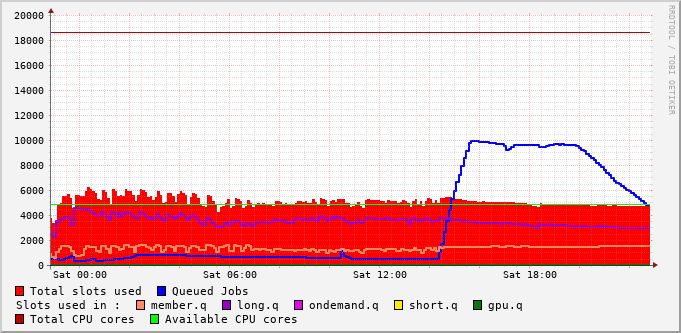 RRDTOOL / TOBI OETIKER
20000
18000
16000
14000
12000
10000
8000
6000
4000
2000
0
Sat 00:00 Sat 06:00 Sat 12:00 Sat 18:00
Total slots used Queued Jobs
Slots used in : member.q long.q ondemand.q short.q gpu.q
Total CPU cores Available CPU cores